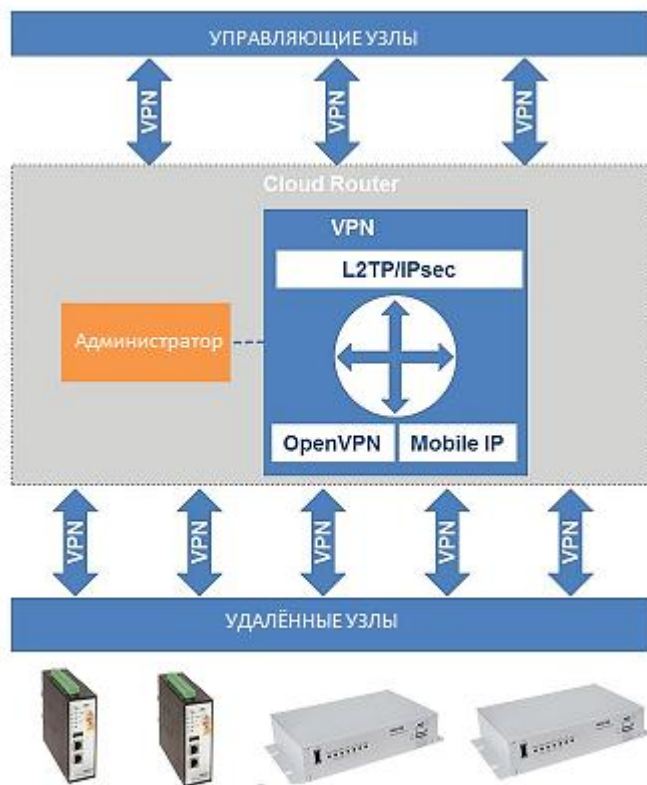 УПРАВЛЯЮЩИЕ УЗЛЫ
VPN
VPN
VPN
Cloud Router
VPN
L2TP/IPsec
Администратор
OpenVPN
Mobile IP
VPN
VPN
VPN
VPN
VPN
УДАЛЁННЫЕ УЗЛЫ